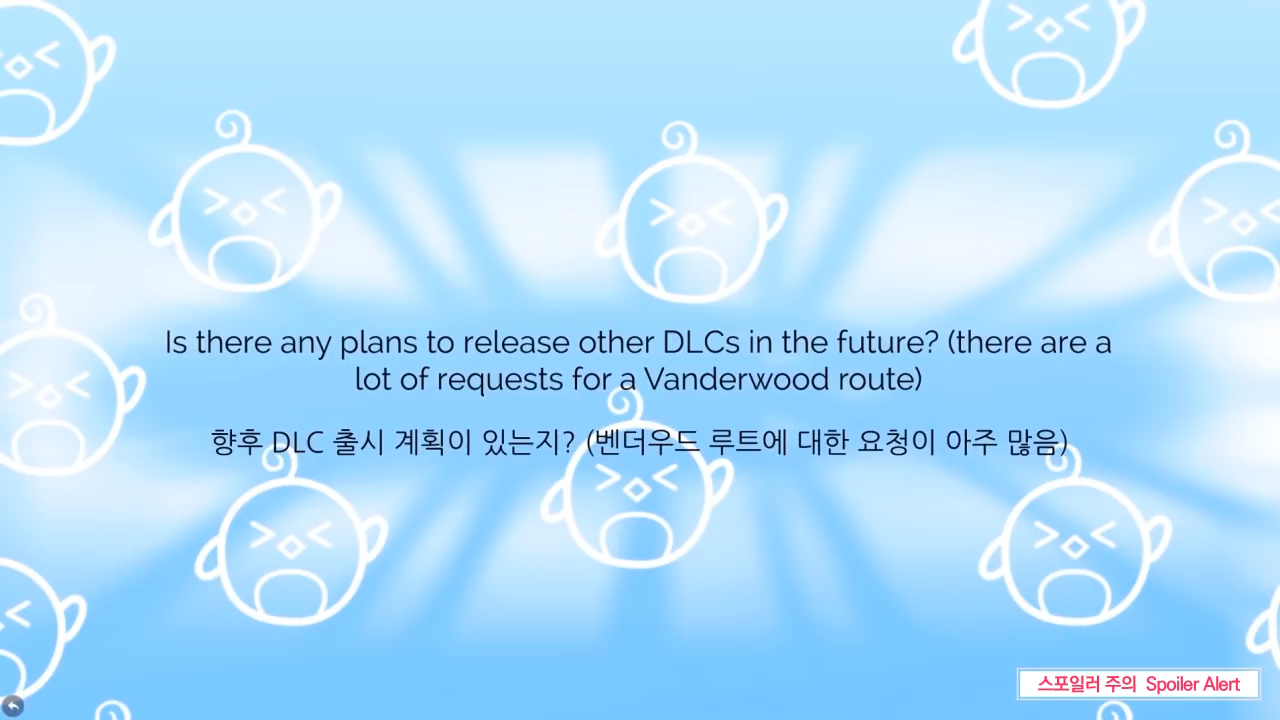 Is there any plans to release other DLCs in the future? (there are a
lot of requests for a Vanderwood route)
향후 DLC 출시 계획이 있는지? (벤더우드 루트에 대한 요청이 아주 많음)
스포일러 주의 Spoiler Alert